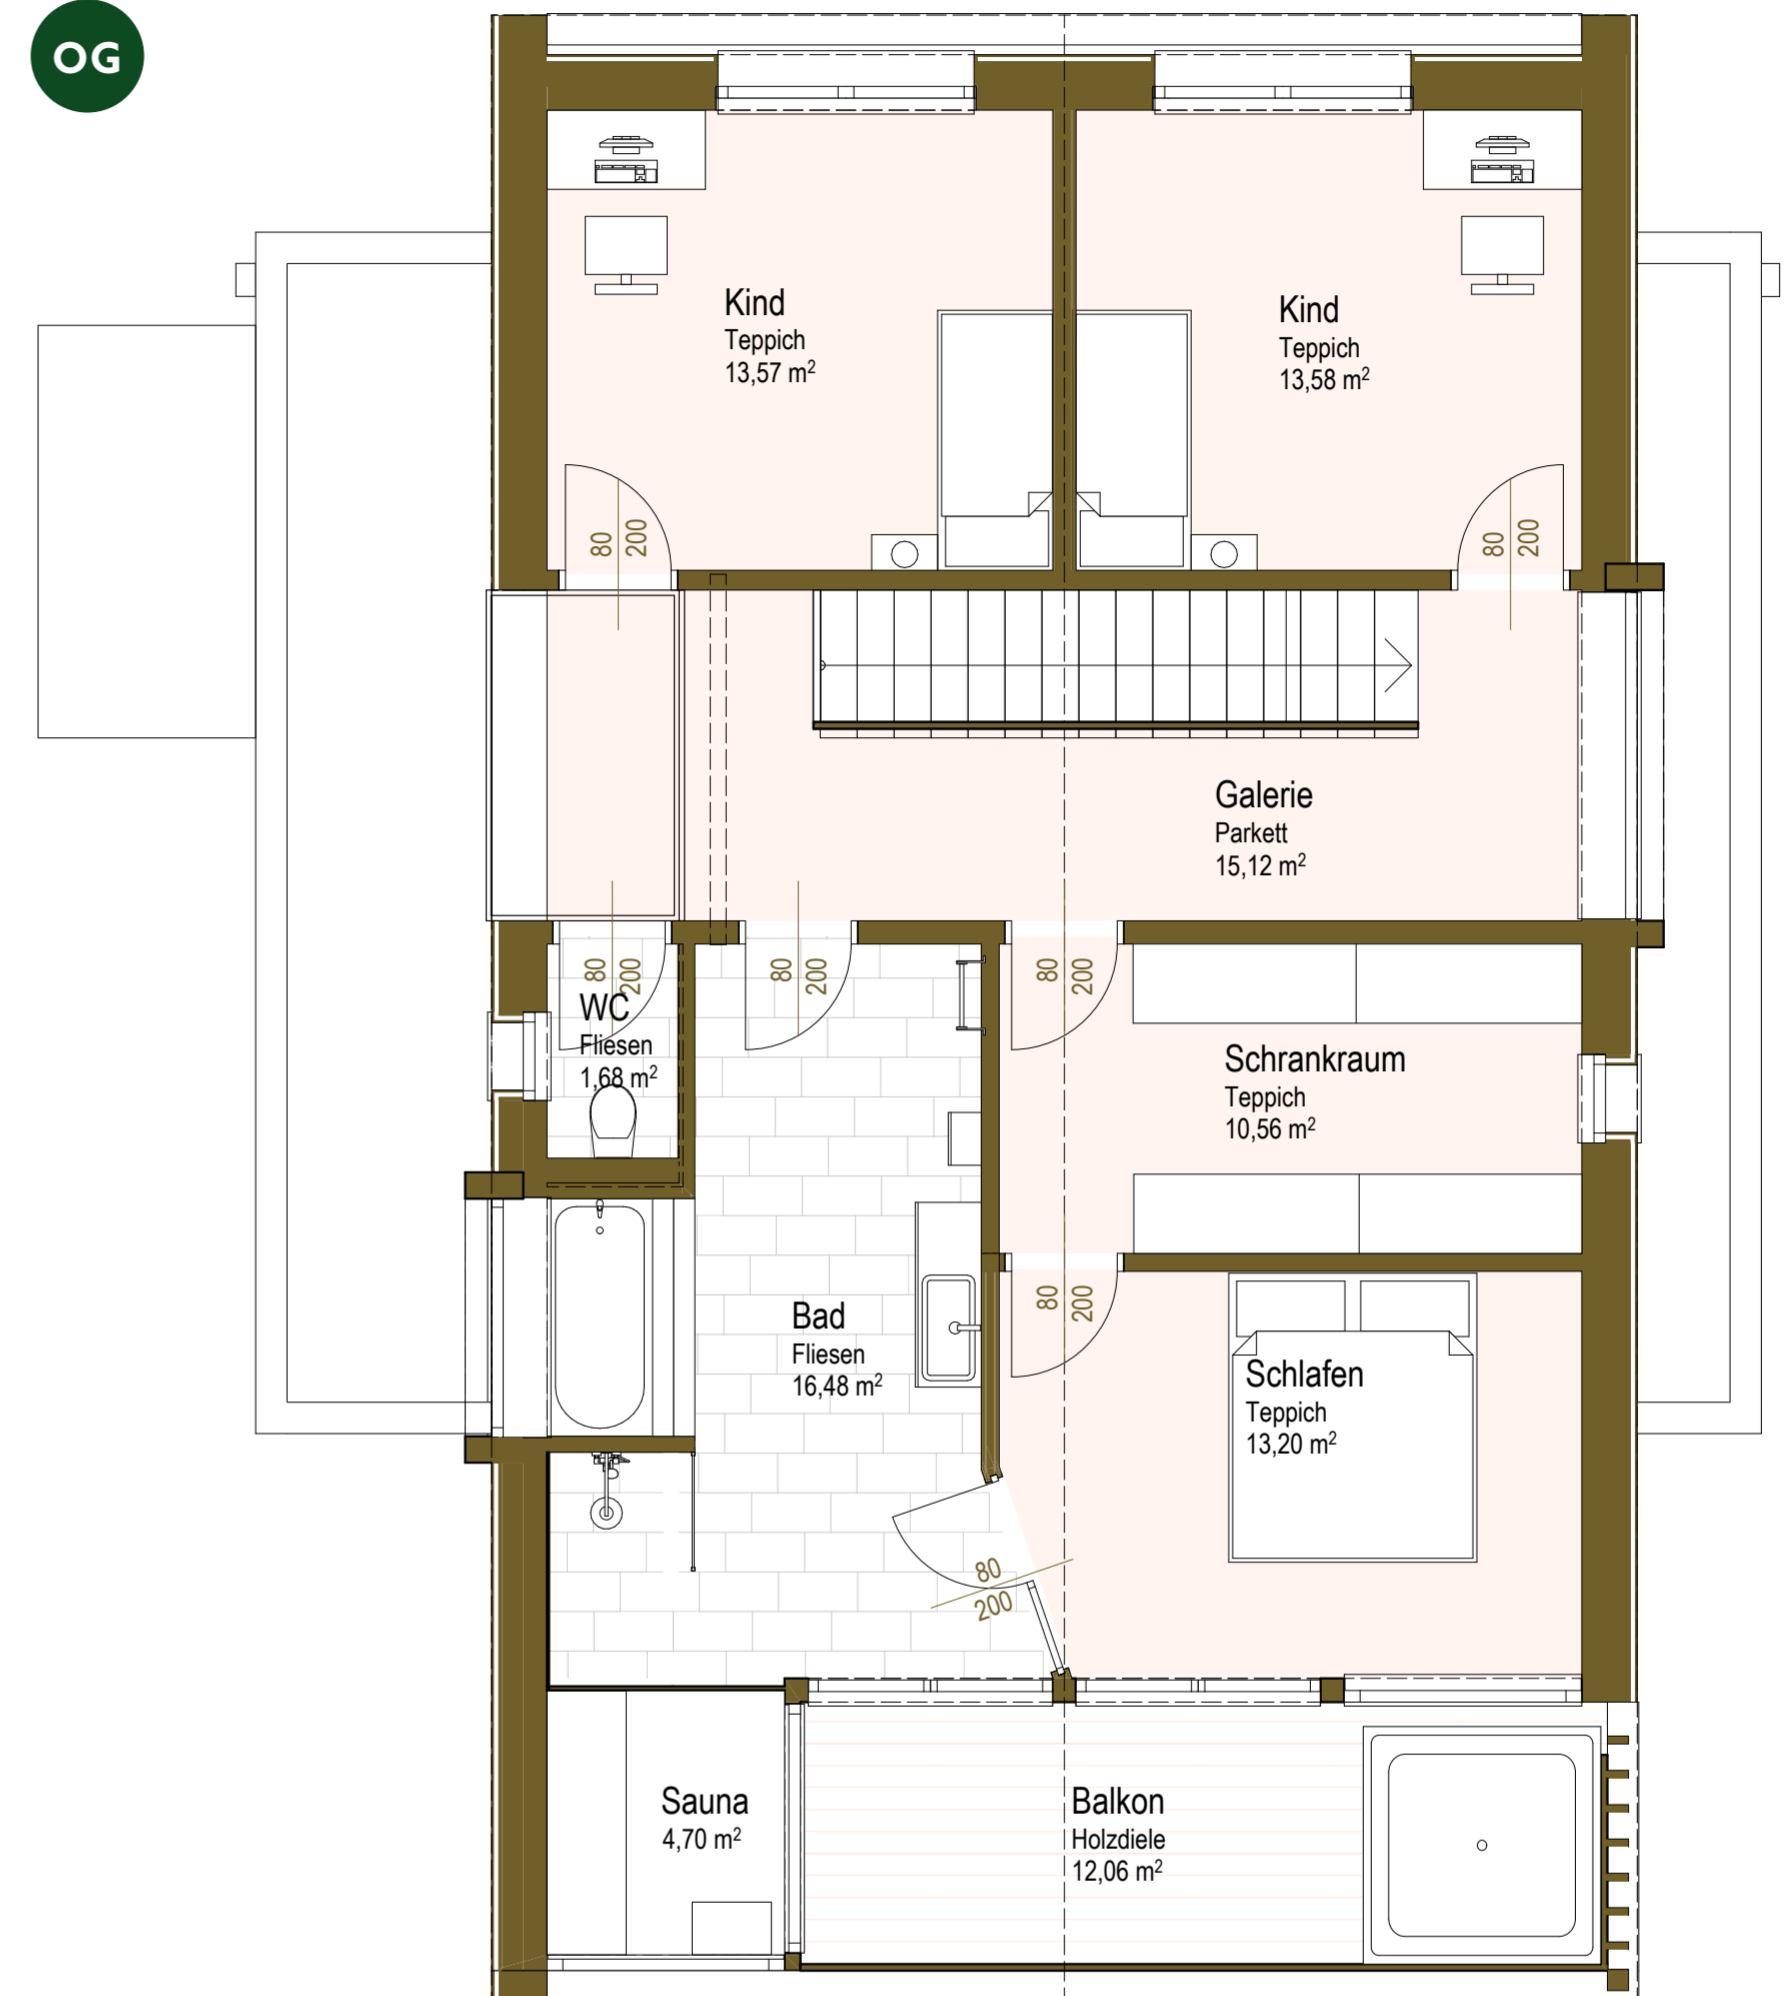 OG
Kind
Teppich
13,57 m²
Kind
Teppich
13,58 m²
80
200
80
200
Galerie
Parkett
15,12 m²
80
200
80
200
80
200
WC
Fliesen
1,68 m²
Schrankraum
Teppich
10,56 m²
80
200
Bad
Fliesen
16,48 m²
Schlafen
Teppich
13,20 m²
80
200
Sauna
4,70 m²
Balkon
Holzdiele
12,06 m²